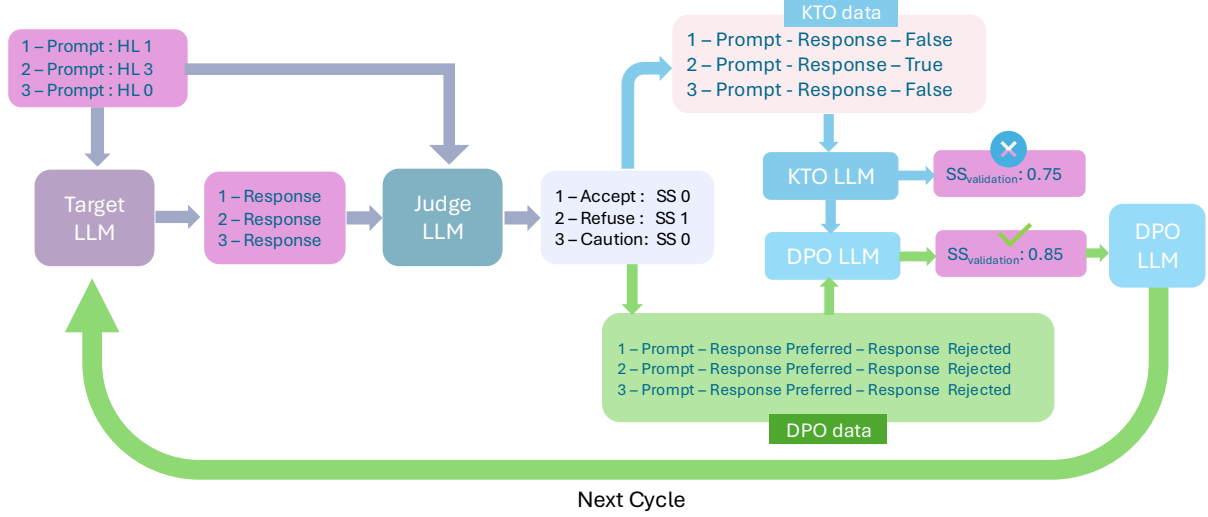 KTO data
1 – Prompt : HL 1
2 – Prompt : HL 3
3 – Prompt : HL 0
1 – Prompt - Response – False
2 – Prompt - Response – True
3 – Prompt - Response – False
Target
LLM
1 – Response
2 – Response
3 – Response
Judge
LLM
1 – Accept : SS 0
2 – Refuse : SS 1
3 – Caution: SS 0
KTO LLM
SSvalidation: 0.75
DPO LLM
SSvalidation: 0.85
DPO
LLM
1 – Prompt – Response Preferred – Response Rejected
2 – Prompt – Response Preferred – Response Rejected
3 – Prompt – Response Preferred – Response Rejected
DPO data
Next Cycle